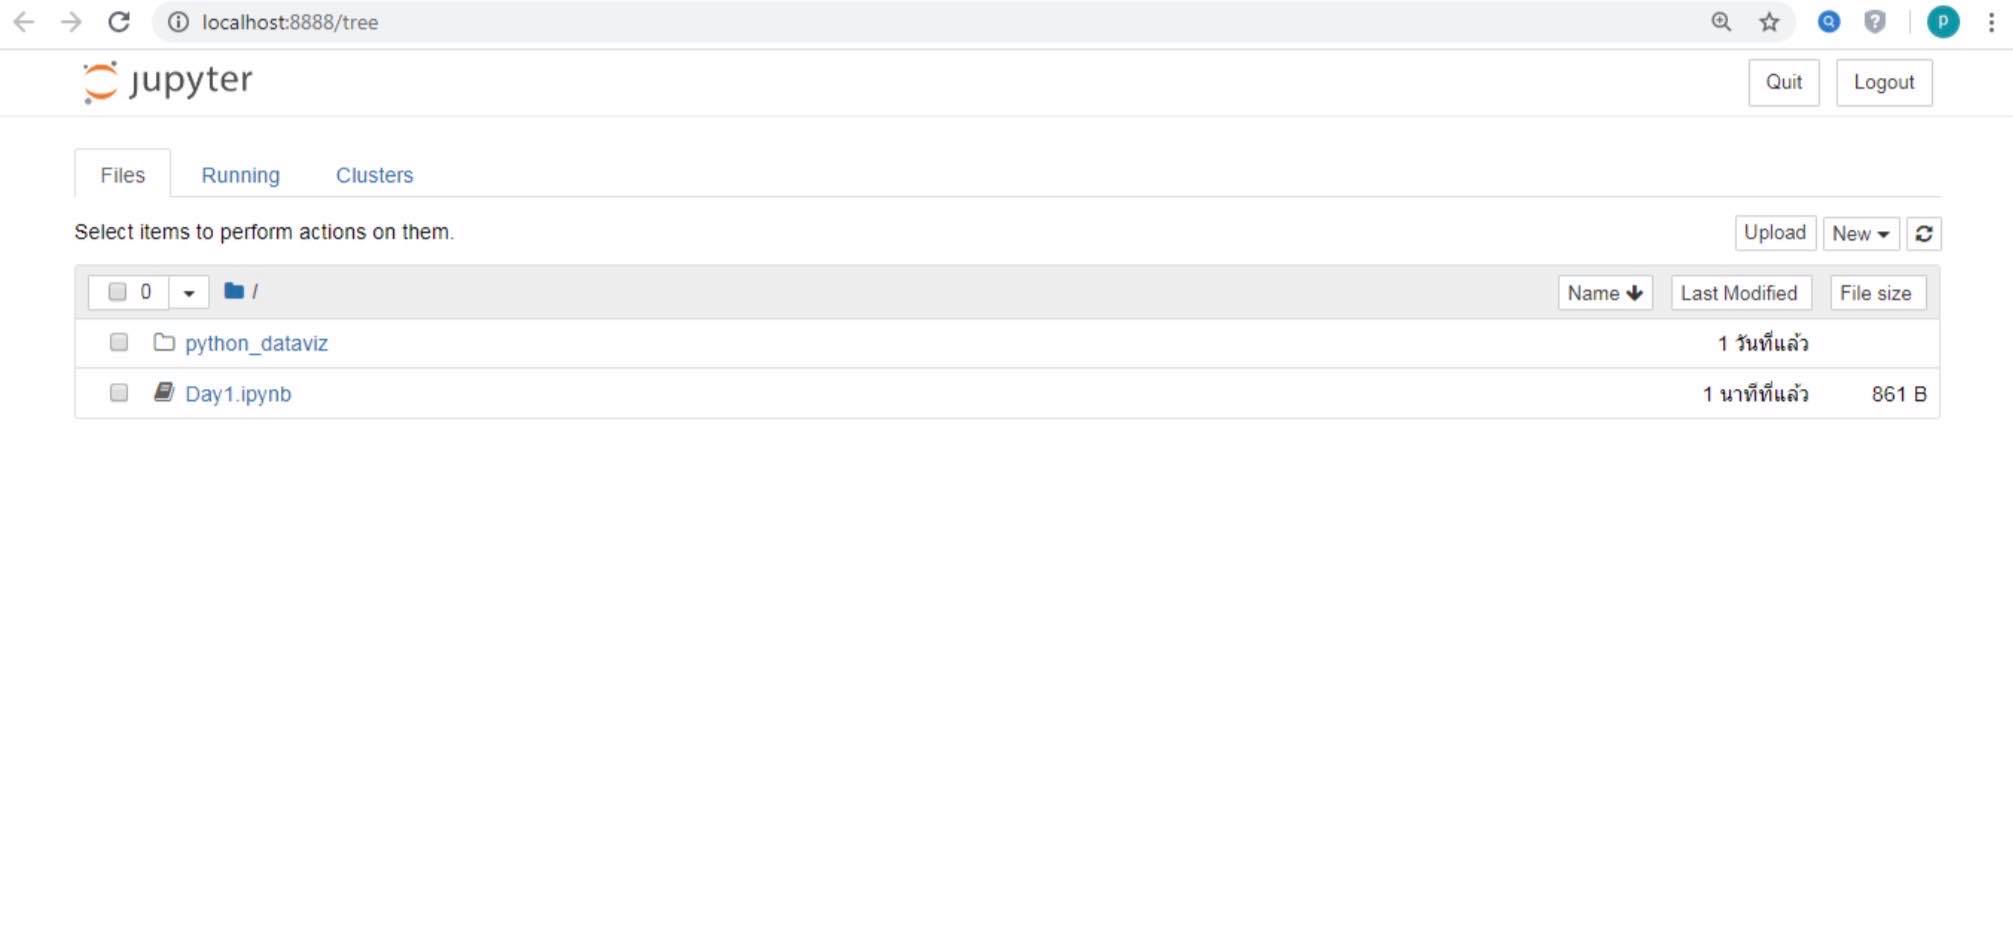 localhost:8888/tree
P
jupyter
Quit
Logout
Files
Running
Clusters
Select items to perform actions on them.
Upload
New
0
/
Name
Last Modified
File size
python_dataviz
1 วันที่แล้ว
Day1.ipynb
1 นาทีที่แล้ว
861 B